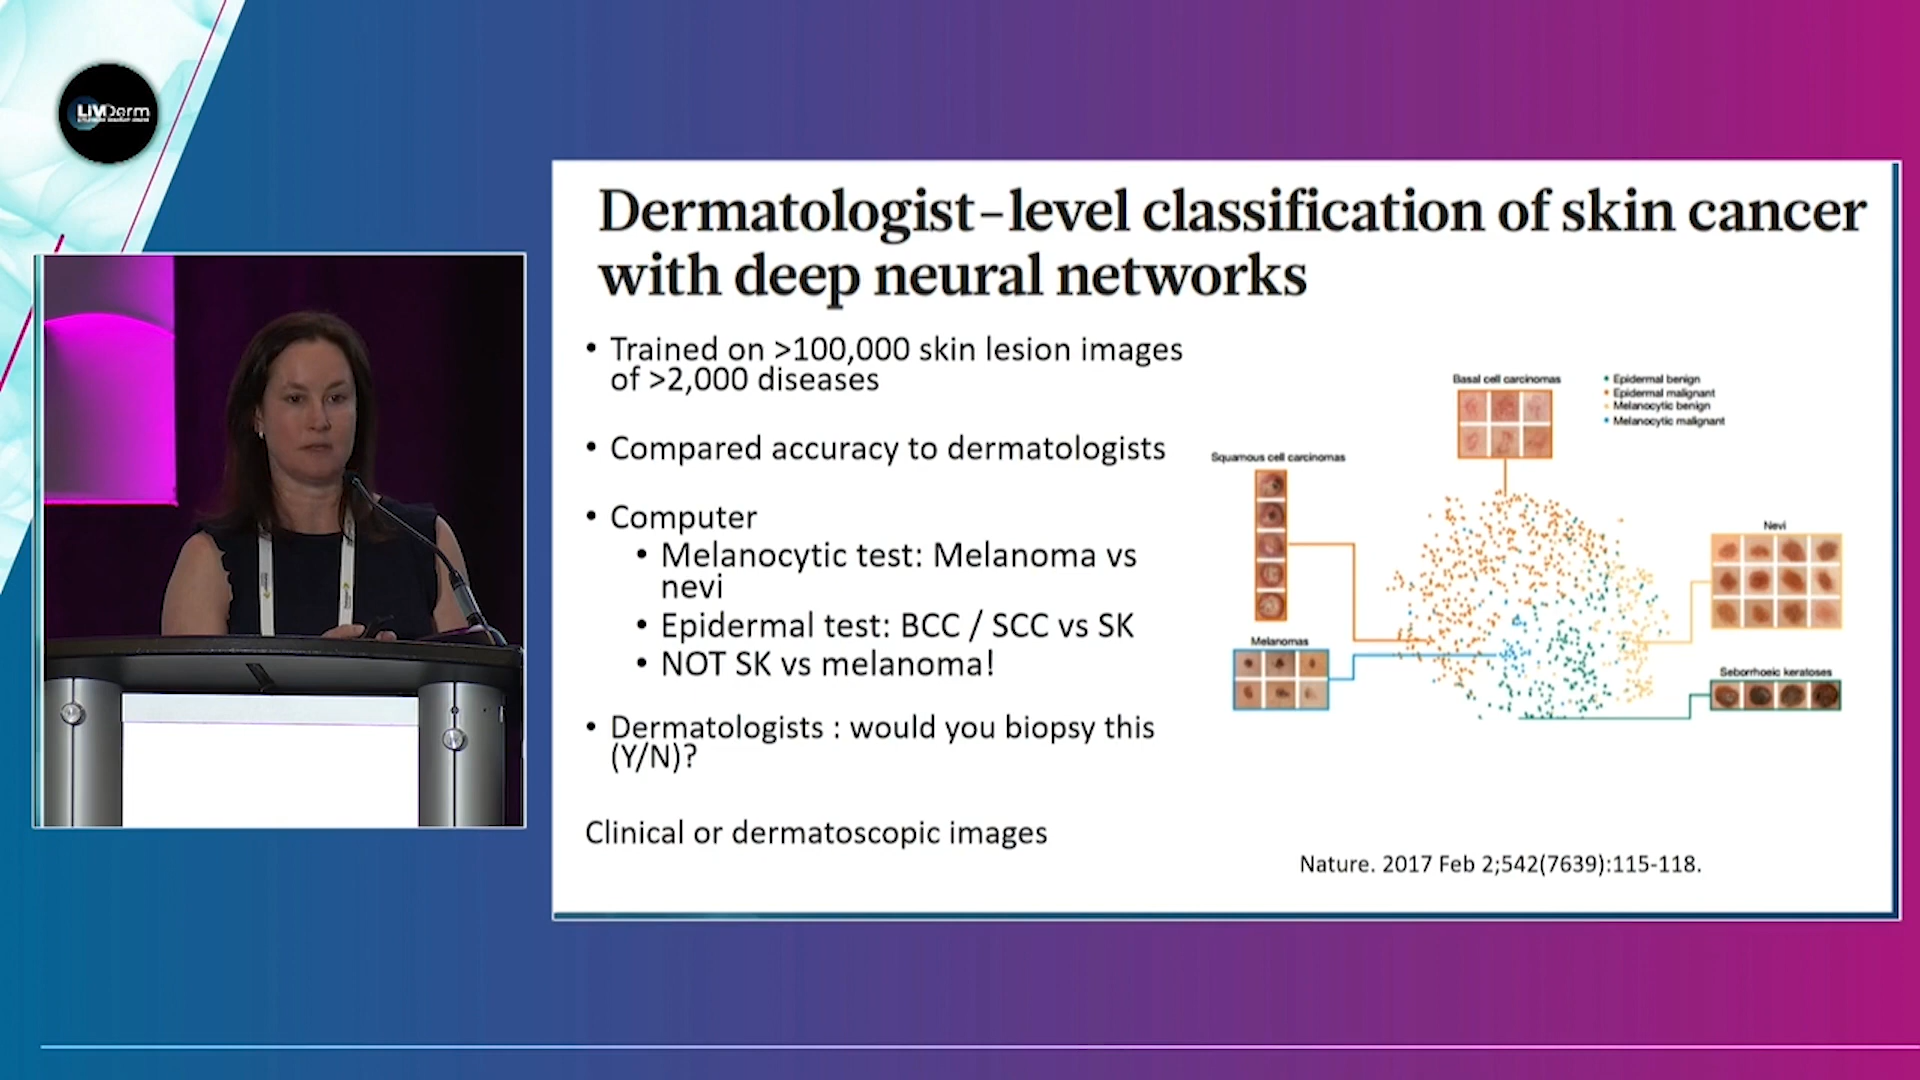 LIVDerm
Dermatologist-level classification of skin cancer
with deep neural networks
• Trained on >100,000 skin lesion images
of >2,000 diseases
• Compared accuracy to dermatologists
• Computer
• Melanocytic test: Melanoma vs
nevi
• Epidermal test: BCC / SCC vs SK
• NOT SK vs melanoma!
• Dermatologists : would you biopsy this
(Y/N)?
Clinical or dermatoscopic images
Basal cell carcinomas
• Epidermal benign
• Epidermal malignant
• Melanocytic benign
• Melanocytic malignant
Squamous cell carcinomas
Nevi
Melanomas
Seborrhoeic keratoses
Nature. 2017 Feb 2;542(7639):115-118.